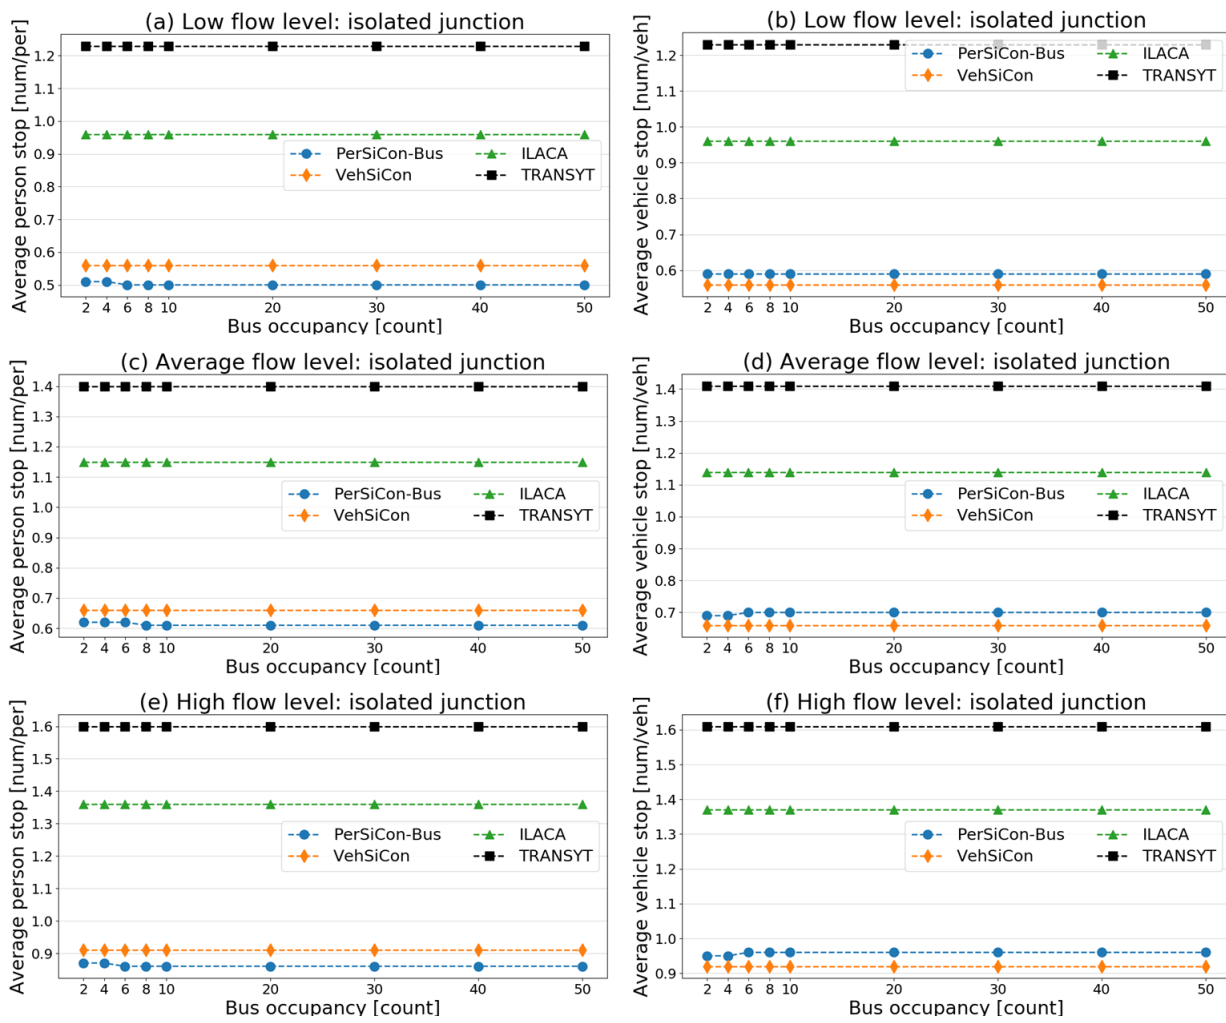 (a) Low flow level: isolated junction
Average person stop [num/per]
1.2
1.1
1.0
0.9
0.8
0.7
0.6
0.5
PerSiCon-Bus
VehSiCon
ILACA
TRANSYT
2 4 6 8 10 20 30 40 50
Bus occupancy [count]
(b) Low flow level: isolated junction
Average vehicle stop [num/veh]
1.2
1.1
1.0
0.9
0.8
0.7
0.6
PerSiCon-Bus
VehSiCon
ILACA
TRANSYT
2 4 6 8 10 20 30 40 50
Bus occupancy [count]
(c) Average flow level: isolated junction
Average person stop [num/per]
1.4
1.3
1.2
1.1
1.0
0.9
0.8
0.7
0.6
PerSiCon-Bus
VehSiCon
ILACA
TRANSYT
2 4 6 8 10 20 30 40 50
Bus occupancy [count]
(d) Average flow level: isolated junction
Average vehicle stop [num/veh]
1.4
1.3
1.2
1.1
1.0
0.9
0.8
0.7
PerSiCon-Bus
VehSiCon
ILACA
TRANSYT
2 4 6 8 10 20 30 40 50
Bus occupancy [count]
(e) High flow level: isolated junction
Average person stop [num/per]
1.6
1.5
1.4
1.3
1.2
1.1
1.0
0.9
PerSiCon-Bus
VehSiCon
ILACA
TRANSYT
2 4 6 8 10 20 30 40 50
Bus occupancy [count]
(f) High flow level: isolated junction
Average vehicle stop [num/veh]
1.6
1.5
1.4
1.3
1.2
1.1
1.0
0.9
PerSiCon-Bus
VehSiCon
ILACA
TRANSYT
2 4 6 8 10 20 30 40 50
Bus occupancy [count]